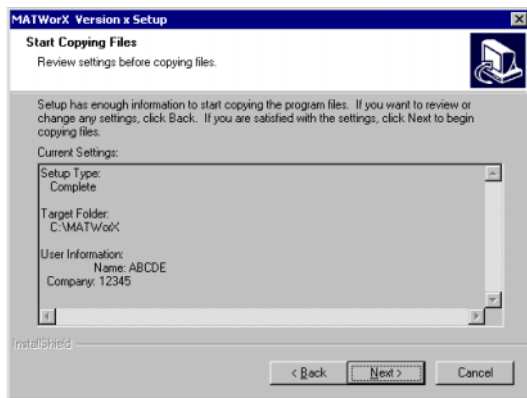 MATWorX Version x Setup
Start Copying Files
Review settings before copying files.
Setup has enough information to start copying the program files. If you want to review or
change any settings, click Back. If you are satisfied with the settings, click Next to begin
copying files.
Current Settings:
Setup Type:
Complete
Target Folder:
C:\MATWorX
User Information:
Name: ABCDE
Company: 12345
InstallShield
< Back
Next >
Cancel